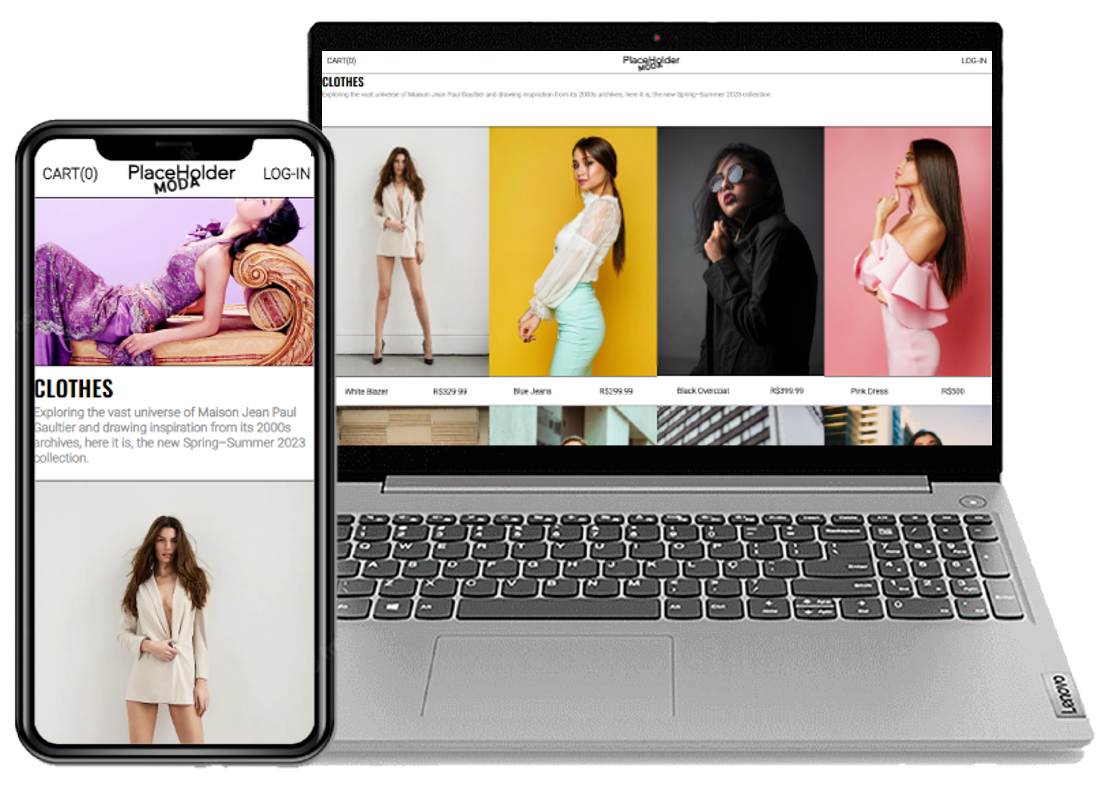 CART(0)
PlaceHolder
MODA
LOG-IN
CLOTHES
Exploring the vast universe of Maison Jean Paul
Gaultier and drawing inspiration from its 2000s
archives, here it is, the new Spring-Summer 2023
collection.
CART(0)
PlaceHolder
MODA
LOG-IN
CLOTHES
Exploring the vast universe of Maison Jean Paul Gaultier and drawing inspiration from its 2000s archives, here it is, the new Spring-Summer 2023 collection.
White Blazer R$329.99 Blue Jeans R$299.99 Black Overcoat R$399.99 Pink Dress R$500
Q W E R T Y U I O P
A S D F G H J K L Ç
Z X C V B N M
Alt Alt Ctrl
Lenovo